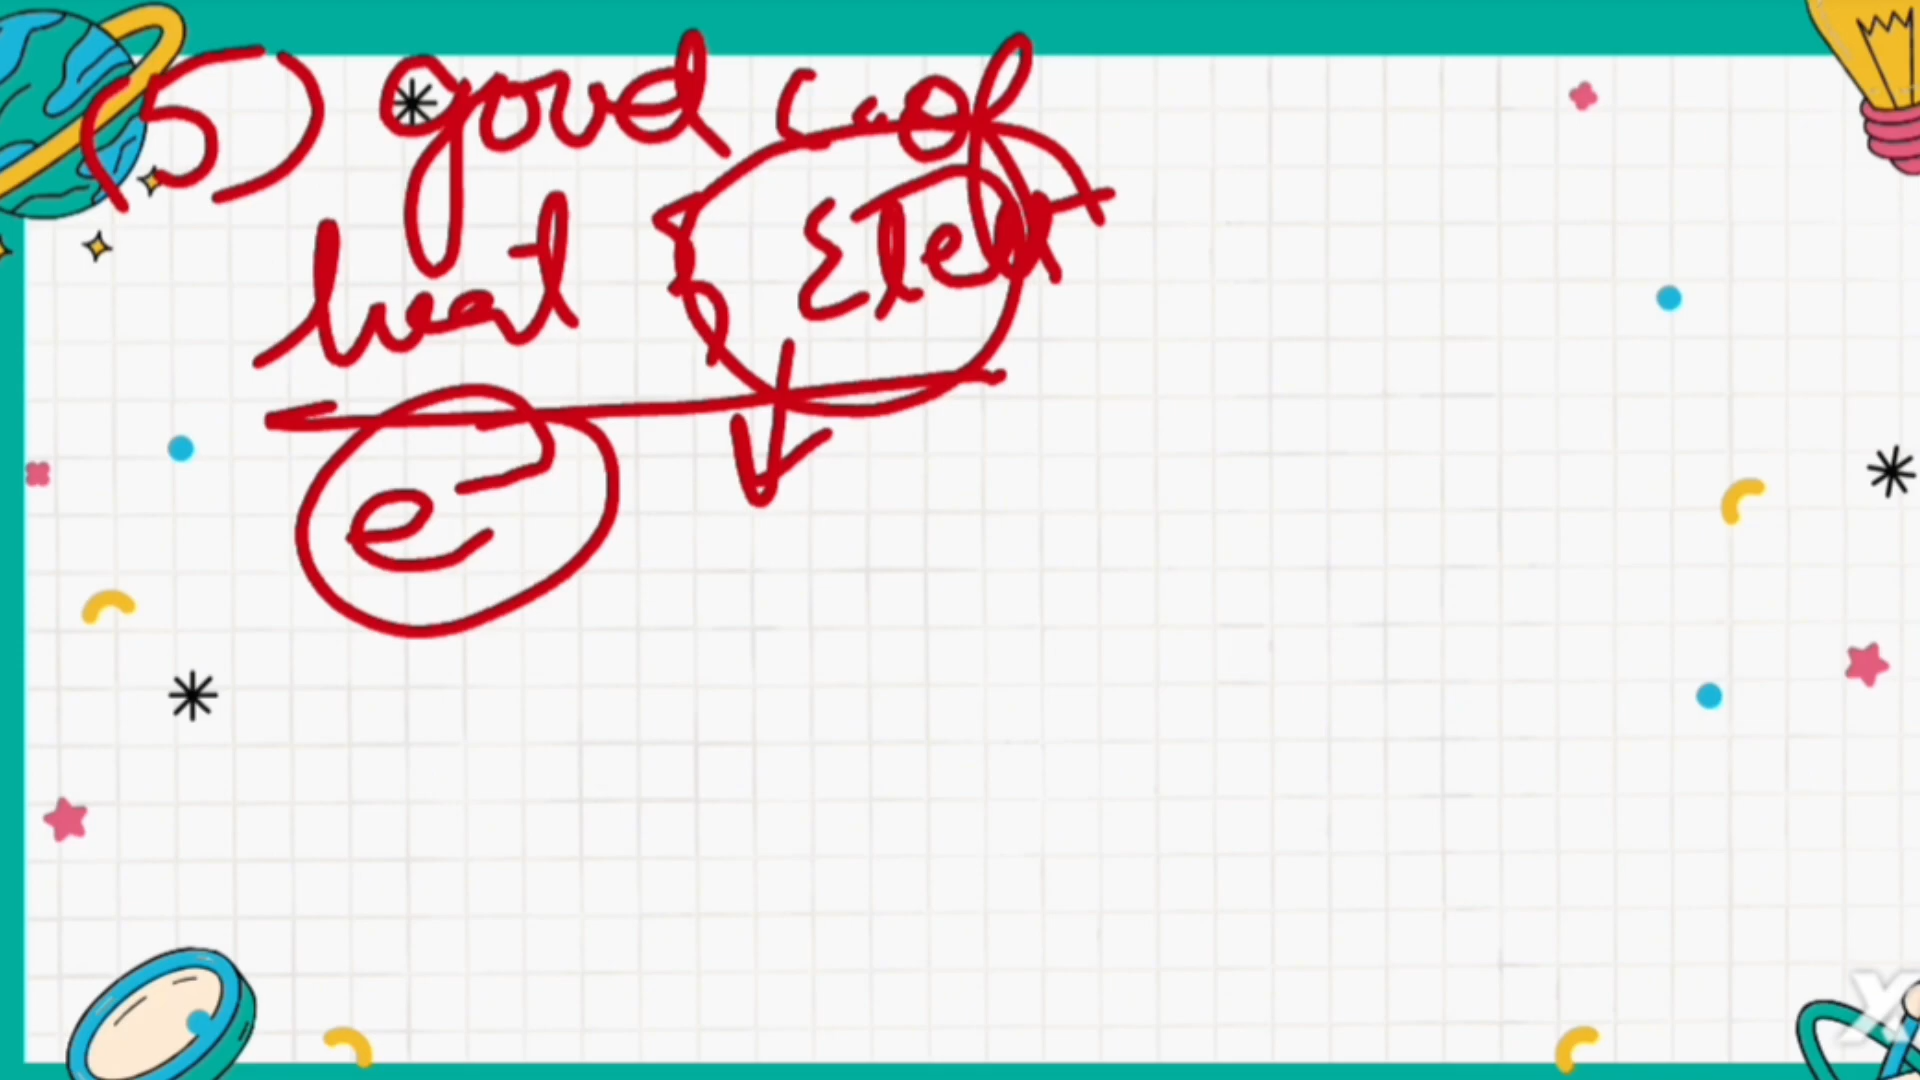 (5) good C of
heat & Elect
e⁻